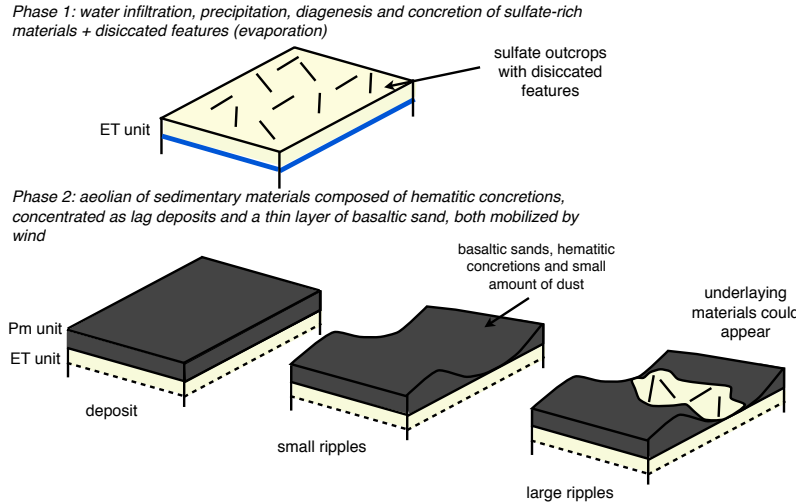 Phase 1: water infiltration, precipitation, diagenesis and concretion of sulfate-rich
materials + disiccated features (evaporation)
sulfate outcrops
with disiccated
features
ET unit
Phase 2: aeolian of sedimentary materials composed of hematitic concretions,
concentrated as lag deposits and a thin layer of basaltic sand, both mobilized by
wind
basaltic sands, hematitic
concretions and small
amount of dust
underlaying
materials could
appear
Pm unit
ET unit
deposit
small ripples
large ripples